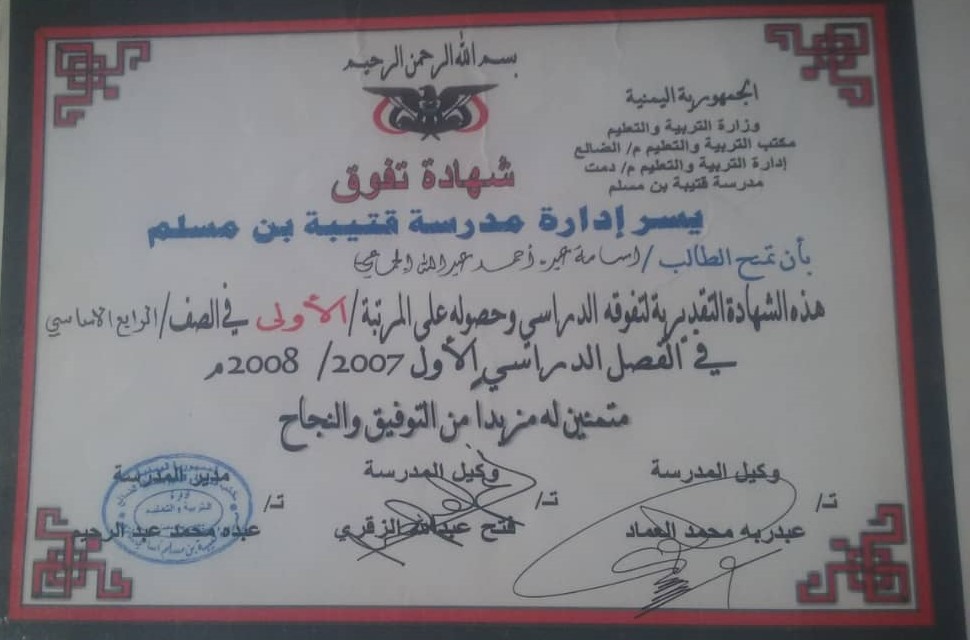 بسم الله الرحمن الرحيم
الجمهورية اليمنية
وزارة التربية والتعليم
مكتب التربية والتعليم م/ الضالع
إدارة التربية والتعليم م/ دمت
مدرسة قتيبة بن مسلم
شهادة تفوق
يسر إدارة مدرسة قتيبة بن مسلم
بأن تمنح الطالب / اسامة أحمد عبدالله
هذه الشهادة التقديرية لتفوقه الدراسي وحصوله على المرتبة / الأولى في الصف / الرابع الاساسي
في الفصل الدراسي الأول 2007/ 2008م
متمنين له مزيدا من التوفيق والنجاح
وكيل المدرسة
ت/
عبدربه محمد العماد
وكيل المدرسة
ت/
فتح عبدالله الزقري
مدير المدرسة
ت/
عبده محمد عبد الرحيم
وزارة
التربية والتعليم